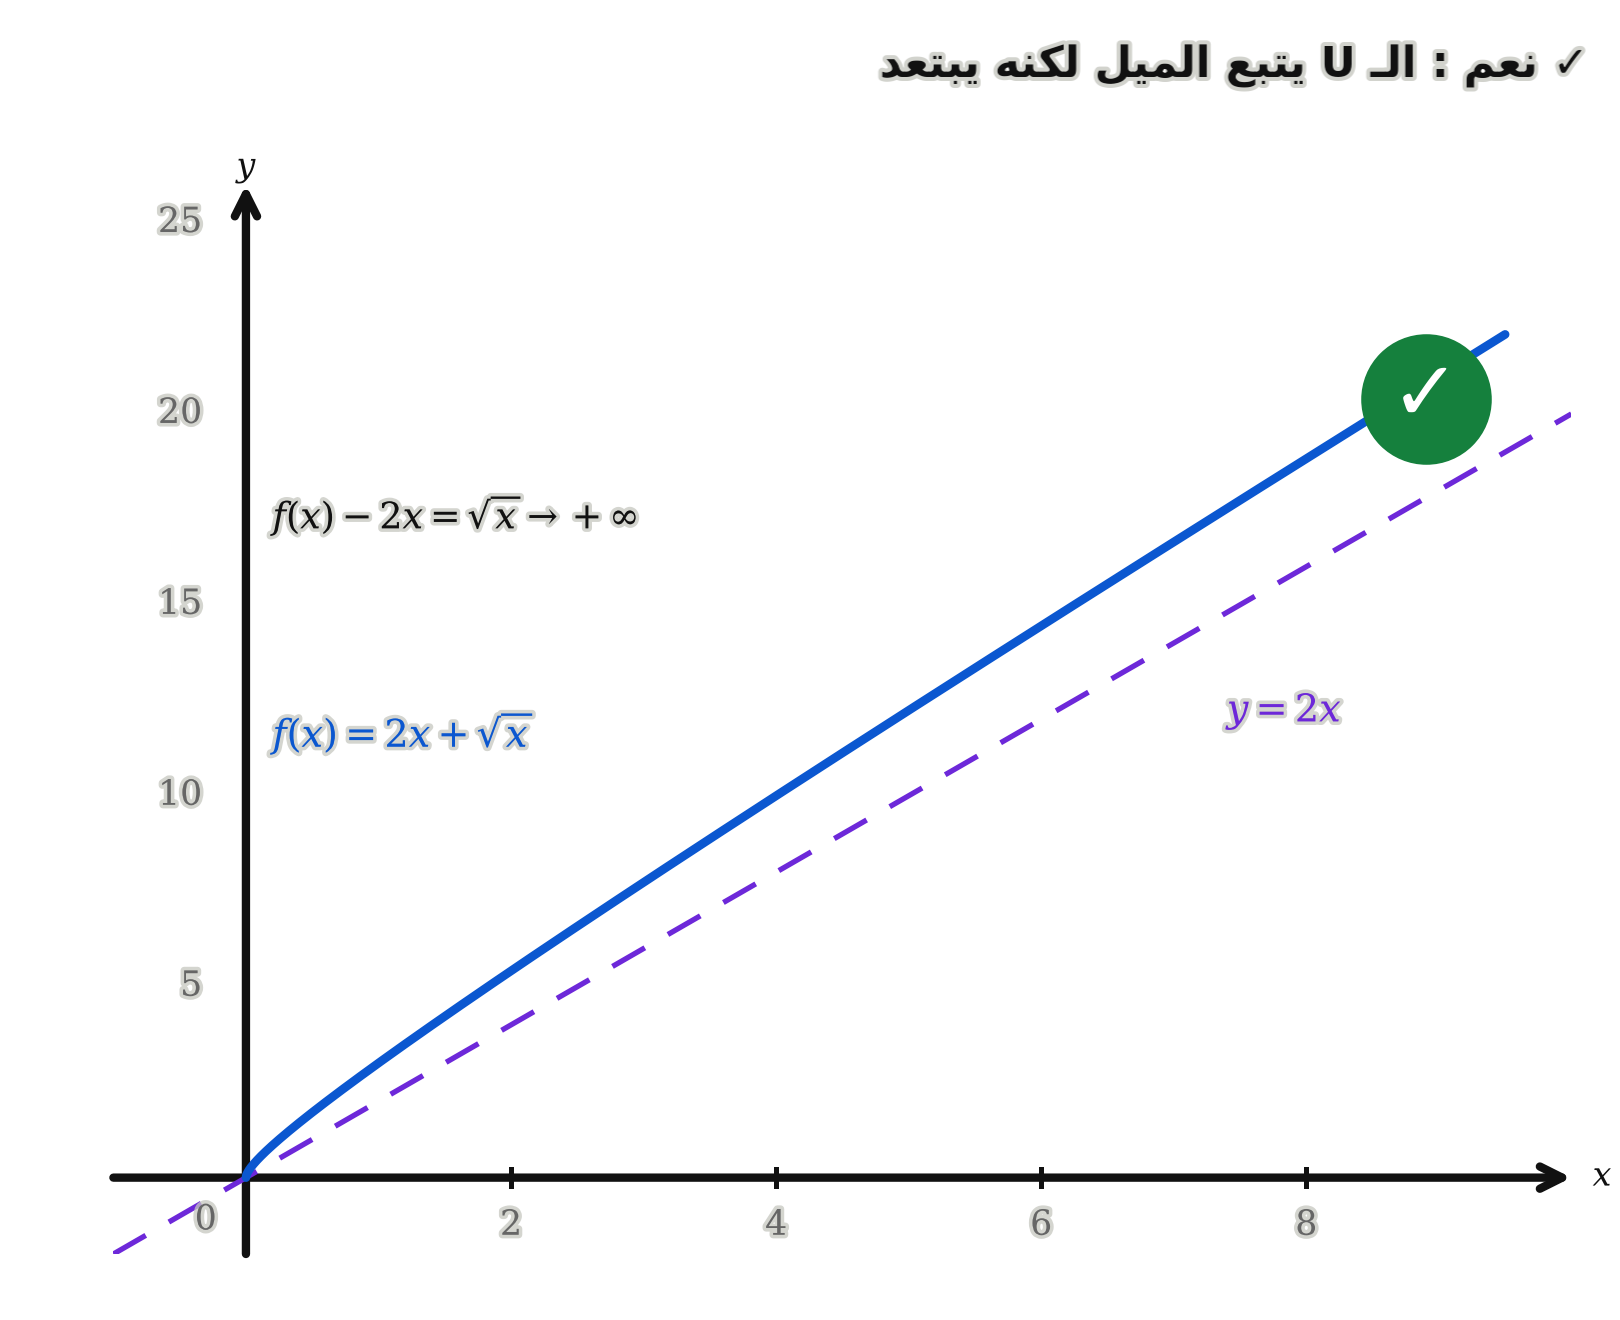 ✓ نعم : الـ U يتبع الميل لكنه يبتعد
y
25
20
f(x) − 2x = √x → + ∞
15
y = 2x
f(x) = 2x + √x
10
5
x
0
2
4
6
8